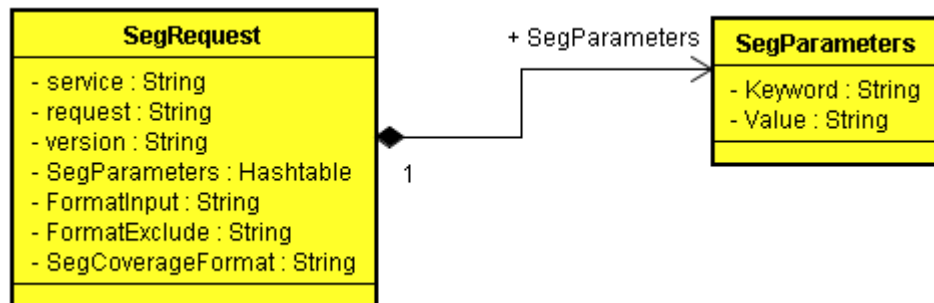 SegRequest
- service : String
- request : String
- version : String
- SegParameters : Hashtable
- FormatInput : String
- FormatExclude : String
- SegCoverageFormat : String
1
+ SegParameters
SegParameters
- Keyword : String
- Value : String